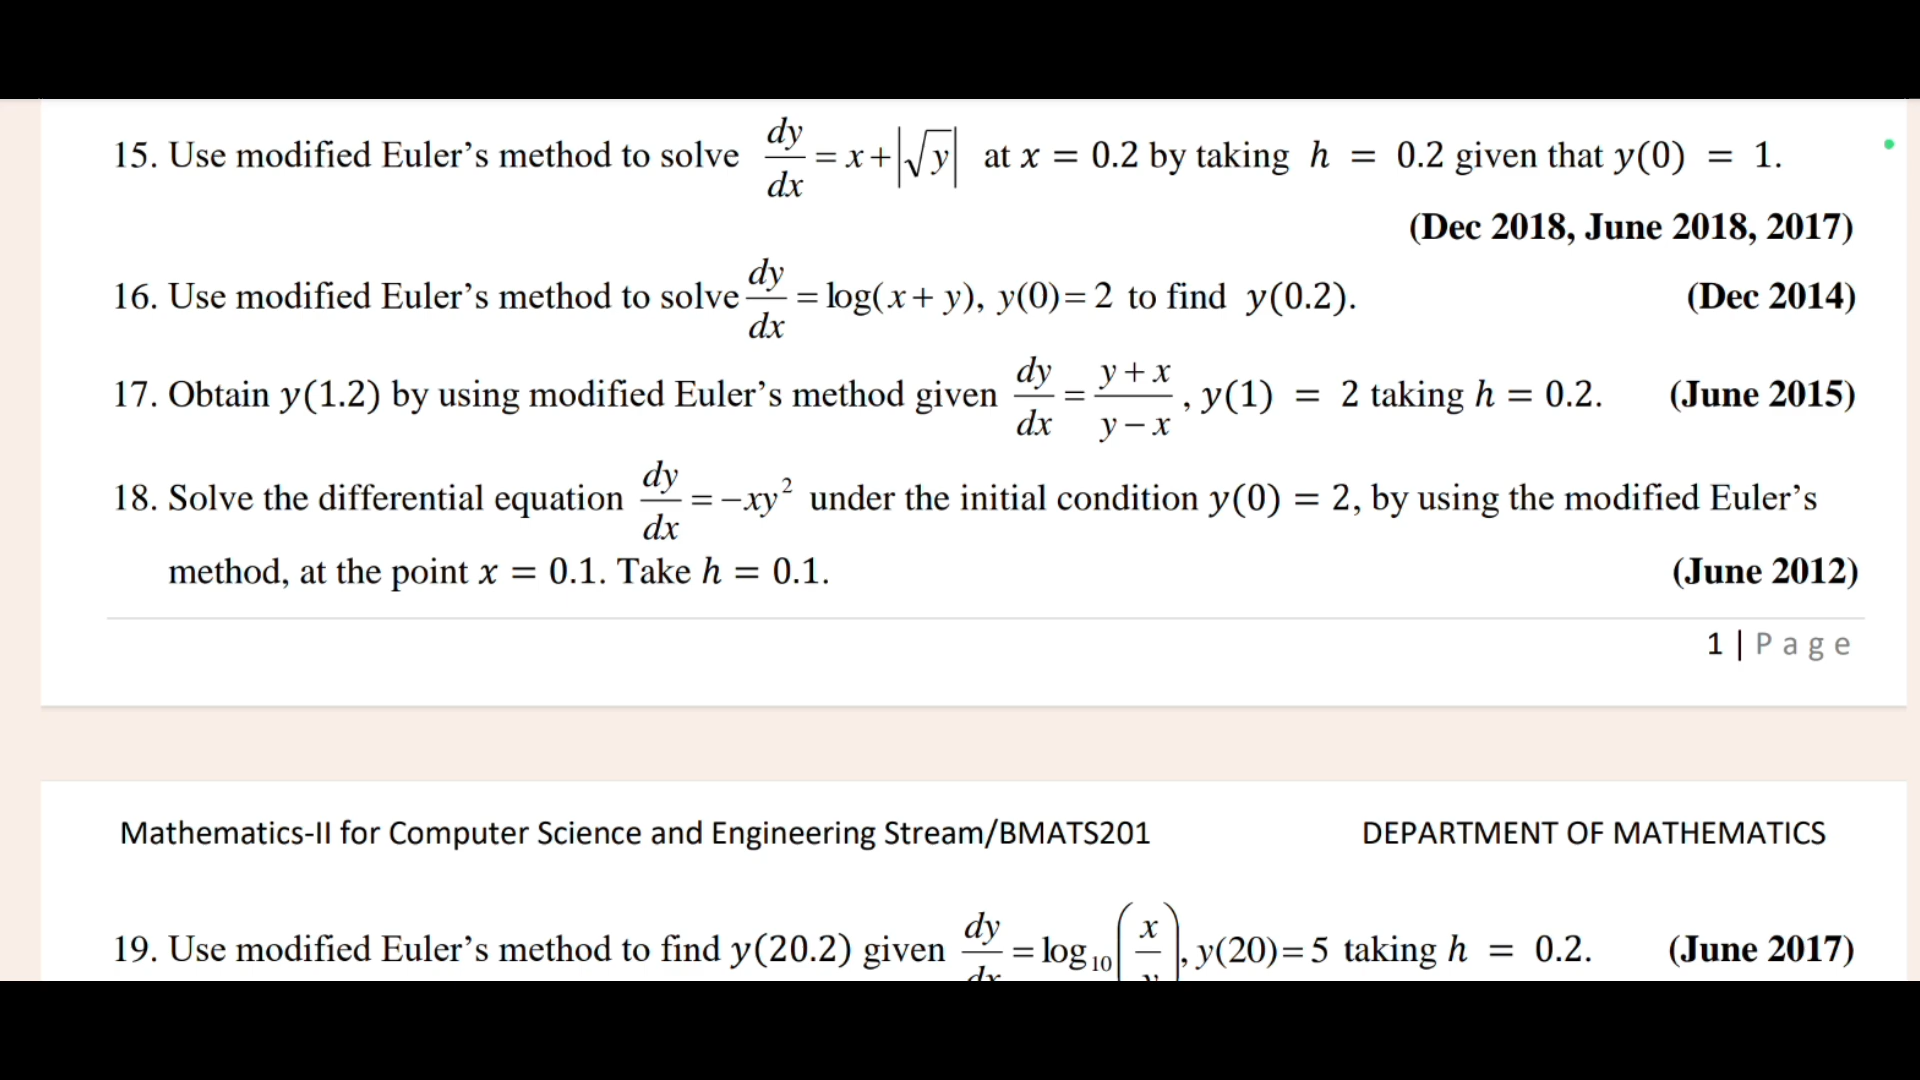 15. Use modified Euler's method to solve dy/dx = x + |√y| at x = 0.2 by taking h = 0.2 given that y(0) = 1.
(Dec 2018, June 2018, 2017)
16. Use modified Euler's method to solve dy/dx = log(x + y), y(0) = 2 to find y(0.2). (Dec 2014)
17. Obtain y(1.2) by using modified Euler's method given dy/dx = (y + x)/(y − x), y(1) = 2 taking h = 0.2. (June 2015)
18. Solve the differential equation dy/dx = −xy² under the initial condition y(0) = 2, by using the modified Euler's
method, at the point x = 0.1. Take h = 0.1. (June 2012)
1 | Page
Mathematics-II for Computer Science and Engineering Stream/BMATS201 DEPARTMENT OF MATHEMATICS
19. Use modified Euler's method to find y(20.2) given dy/dx = log₁₀(x/y), y(20) = 5 taking h = 0.2. (June 2017)